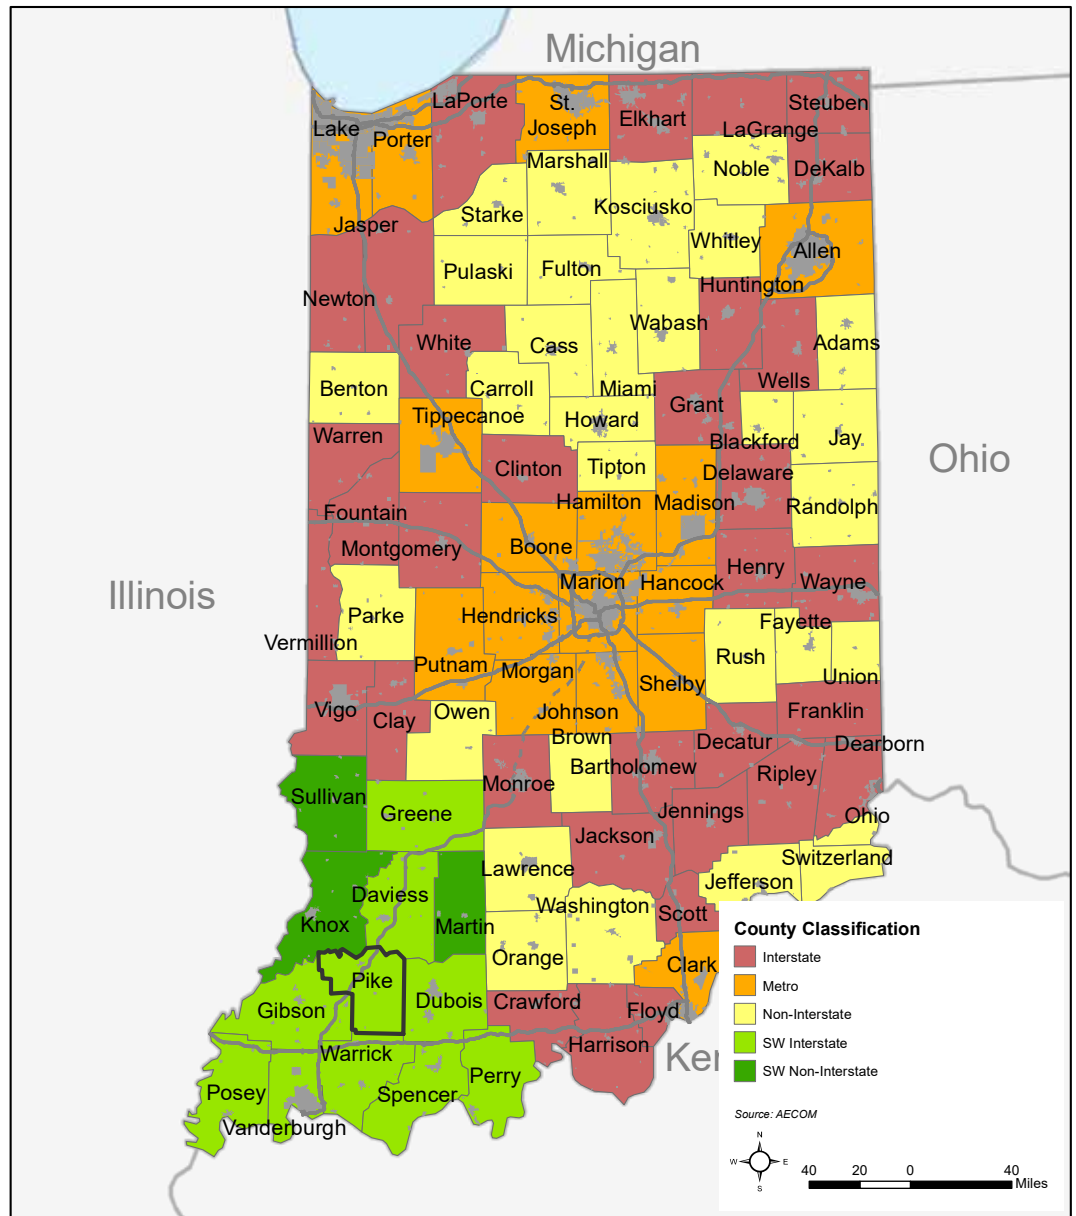 Michigan
LaPorte
St.
Joseph
Elkhart
Steuben
Lake
Porter
LaGrange
Marshall
Noble
DeKalb
Starke
Kosciusko
Jasper
Whitley
Allen
Pulaski
Fulton
Huntington
Newton
White
Cass
Wabash
Adams
Benton
Carroll
Miami
Wells
Tippecanoe
Howard
Grant
Warren
Blackford
Jay
Ohio
Clinton
Tipton
Delaware
Fountain
Hamilton
Madison
Randolph
Montgomery
Boone
Illinois
Marion
Hancock
Henry
Wayne
Parke
Hendricks
Fayette
Vermillion
Putnam
Morgan
Rush
Union
Shelby
Vigo
Clay
Owen
Johnson
Franklin
Brown
Decatur
Dearborn
Monroe
Bartholomew
Ripley
Sullivan
Greene
Jennings
Ohio
Jackson
Lawrence
Switzerland
Daviess
Jefferson
Washington
Scott
Knox
Martin
Orange
Clark
Pike
Gibson
Dubois
Crawford
Floyd
Harrison
Warrick
Ker
Posey
Spencer
Perry
Vanderburgh
County Classification
Interstate
Metro
Non-Interstate
SW Interstate
SW Non-Interstate
Source: AECOM
N
W
E
S
40 20 0 40
Miles